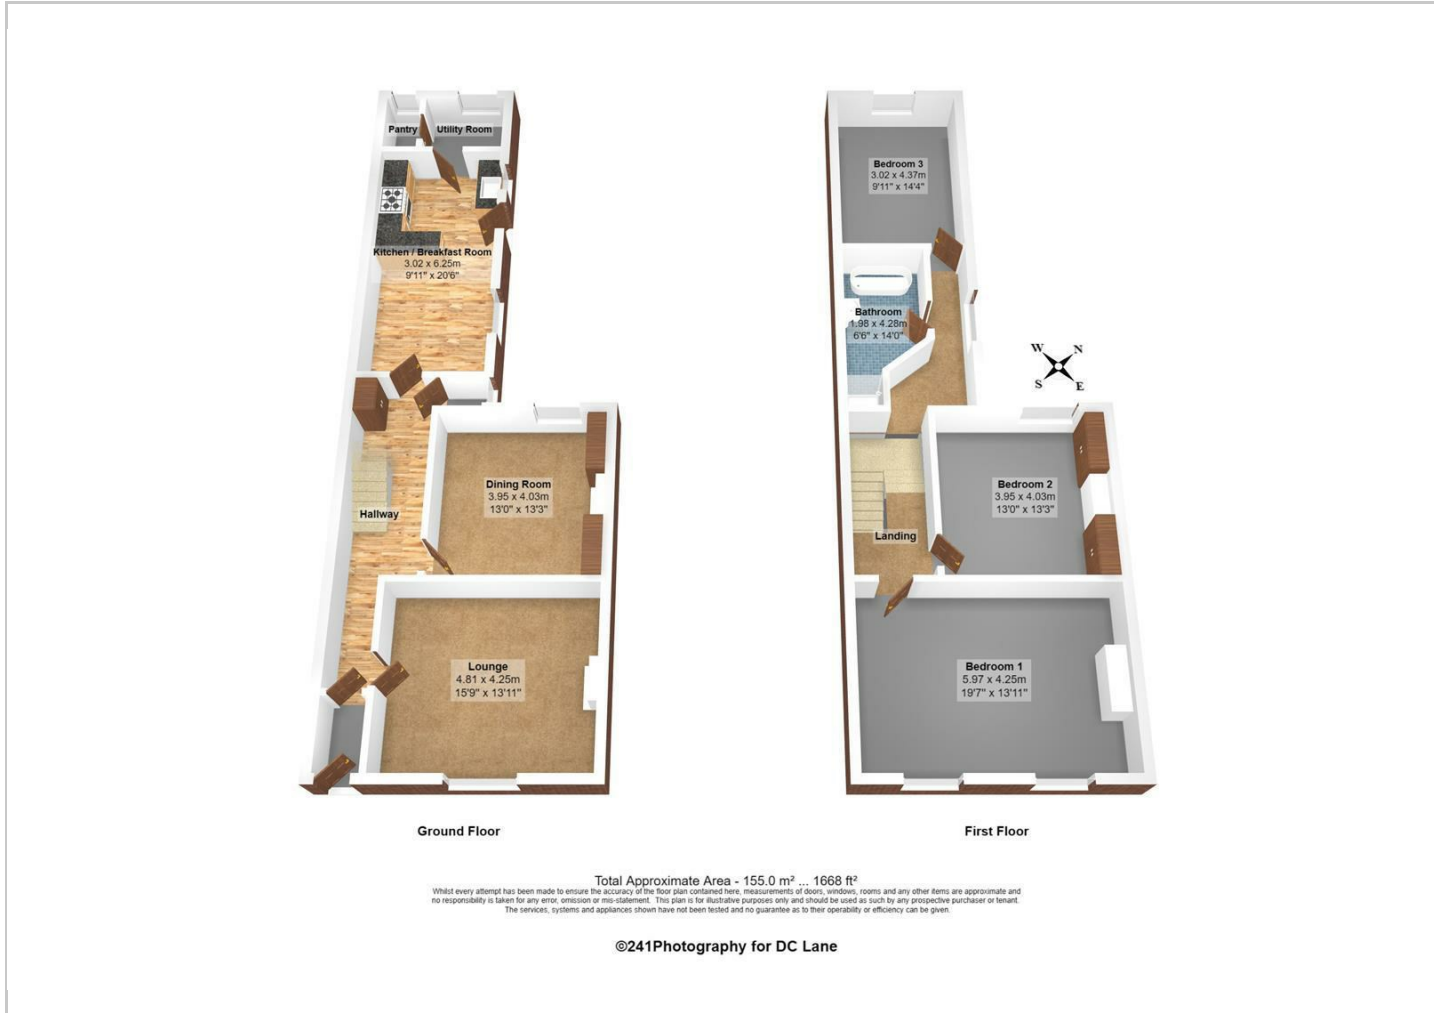 Pantry
Utility Room
Kitchen / Breakfast Room
3.02 x 6.25m
9'11" x 20'6"
Dining Room
3.95 x 4.03m
13'0" x 13'3"
Hallway
Lounge
4.81 x 4.25m
15'9" x 13'11"
Ground Floor
Bedroom 3
3.02 x 4.37m
9'11" x 14'4"
Bathroom
1.98 x 4.28m
6'6" x 14'0"
W N
S E
Bedroom 2
3.95 x 4.03m
13'0" x 13'3"
Landing
Bedroom 1
5.97 x 4.25m
19'7" x 13'11"
First Floor
Total Approximate Area - 155.0 m² ... 1668 ft²
Whilst every attempt has been made to ensure the accuracy of the floor plan contained here, measurements of doors, windows, rooms and any other items are approximate and
no responsibility is taken for any error, omission or mis-statement. This plan is for illustrative purposes only and should be used as such by any prospective purchaser or tenant.
The services, systems and appliances shown have not been tested and no guarantee as to their operability or efficiency can be given.
©241Photography for DC Lane